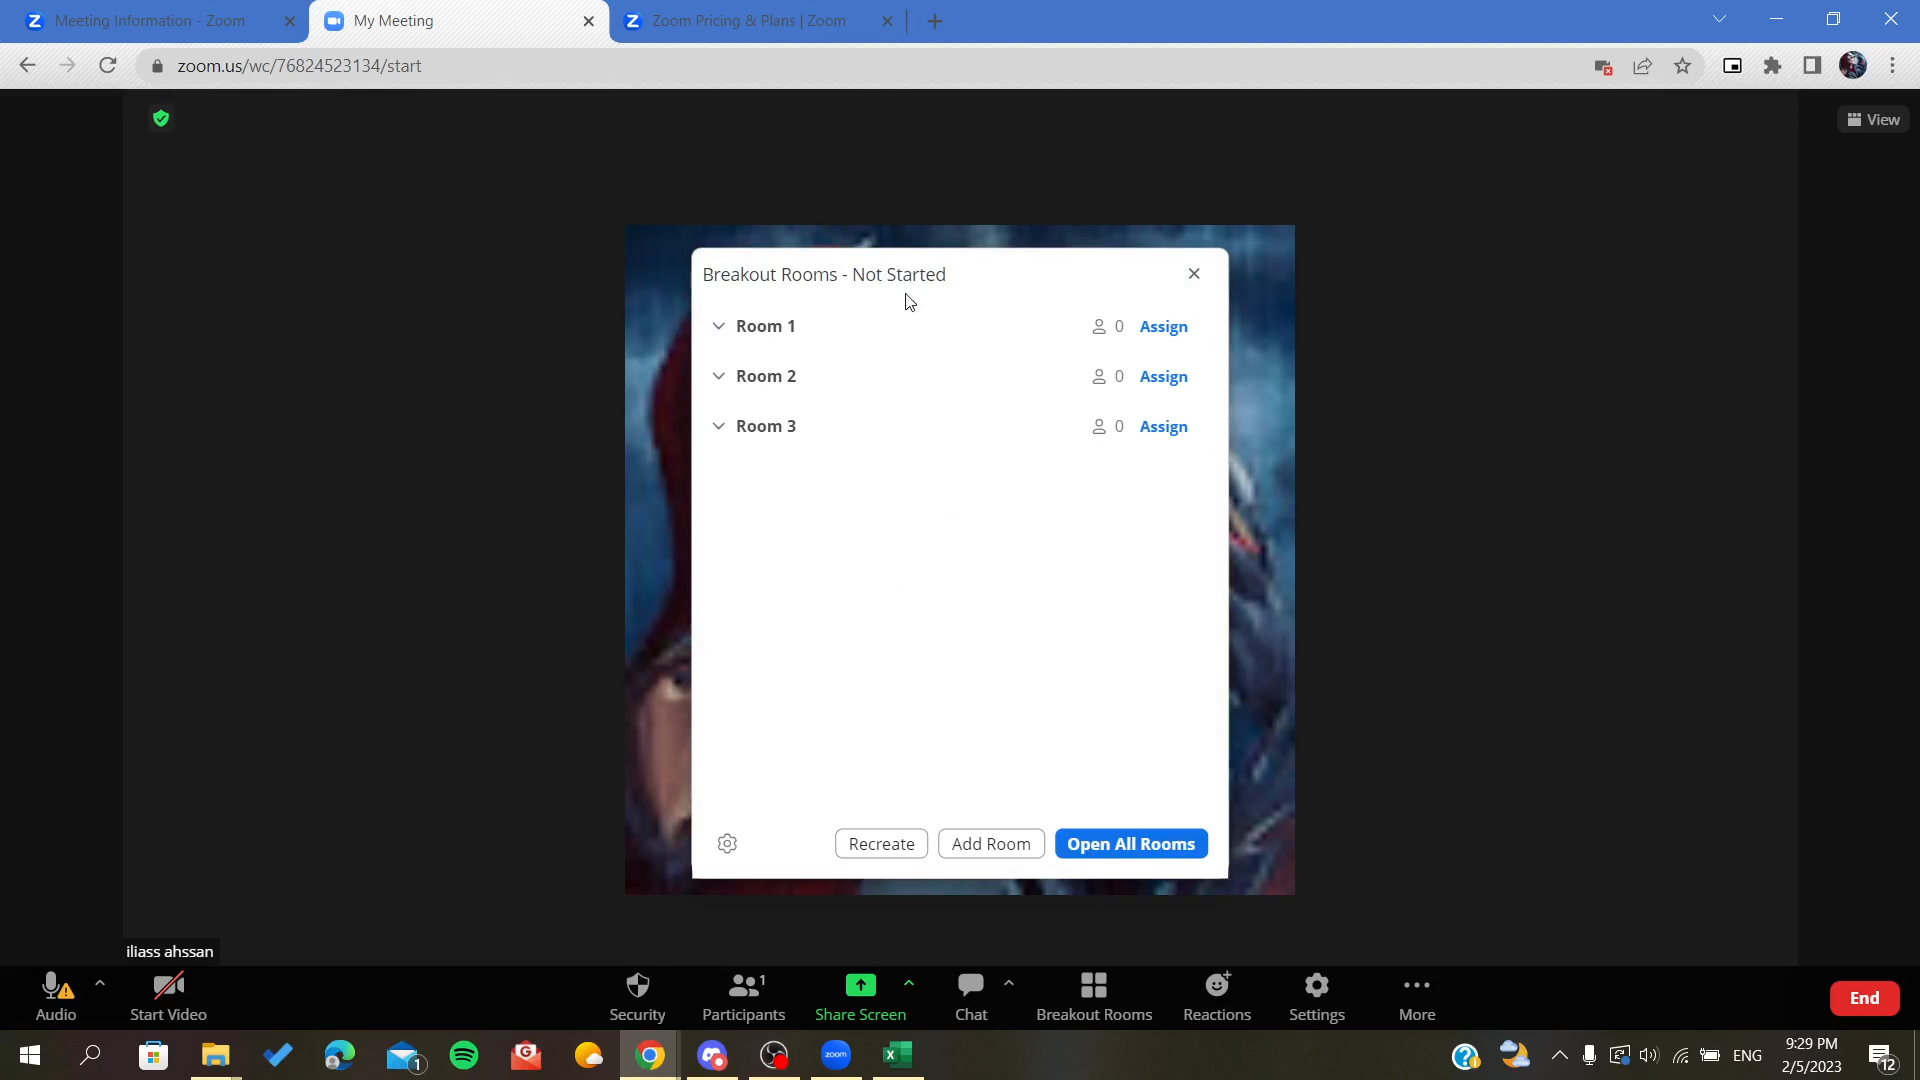 Meeting Information - Zoom
My Meeting
Zoom Pricing & Plans | Zoom
zoom.us/wc/76824523134/start
View
Breakout Rooms - Not Started
Room 1
0
Assign
Room 2
0
Assign
Room 3
0
Assign
Recreate
Add Room
Open All Rooms
iliass ahssan
Audio
Start Video
Security
Participants
1
Share Screen
Chat
Breakout Rooms
Reactions
Settings
More
End
1
zoom
ENG
9:29 PM
2/5/2023
12